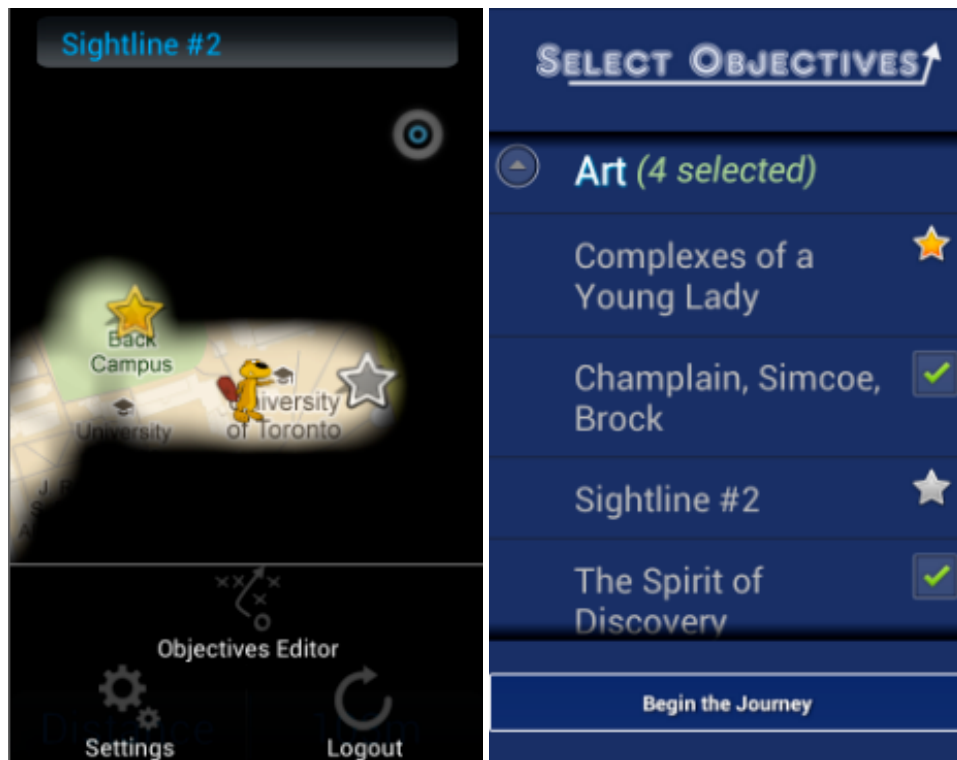 Sightline #2
Back
Campus
University
of Toronto
University
Objectives Editor
Distance
Settings
Logout
SELECT OBJECTIVES
Art (4 selected)
Complexes of a
Young Lady
Champlain, Simcoe,
Brock
Sightline #2
The Spirit of
Discovery
Begin the Journey